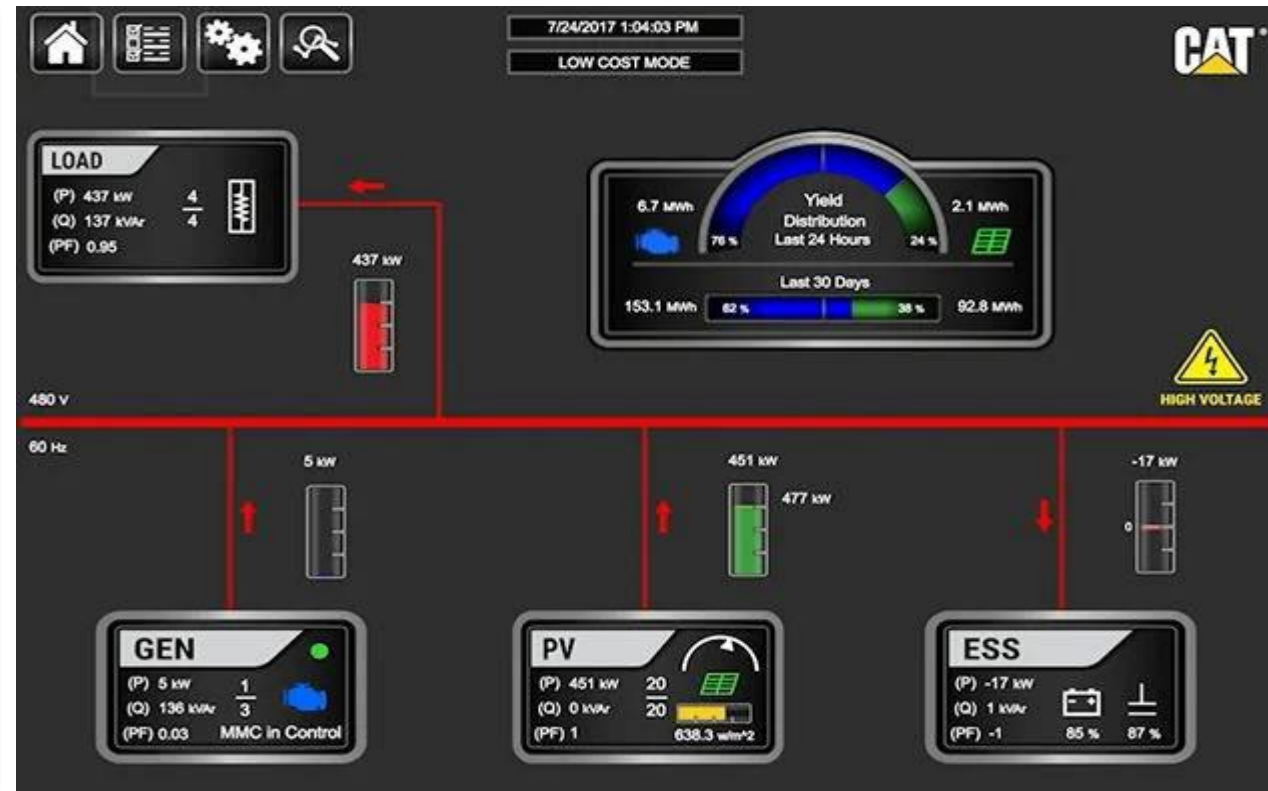 7/24/2017 1:04:03 PM
LOW COST MODE
CAT
LOAD
(P) 437 kW
(Q) 137 kVAr
(PF) 0.95
4
4
437 kW
6.7 MWh
Yield
Distribution
Last 24 Hours
2.1 MWh
76 %
24 %
Last 30 Days
153.1 MWh
62 %
38 %
92.8 MWh
HIGH VOLTAGE
480 V
60 Hz
5 kW
451 kW
477 kW
-17 kW
0
GEN
(P) 5 kW
(Q) 136 kVAr
(PF) 0.03
1
3
MMC in Control
PV
(P) 451 kW
(Q) 0 kVAr
(PF) 1
20
20
638.3 w/m^2
ESS
(P) -17 kW
(Q) 1 kVAr
(PF) -1
85 %
87 %